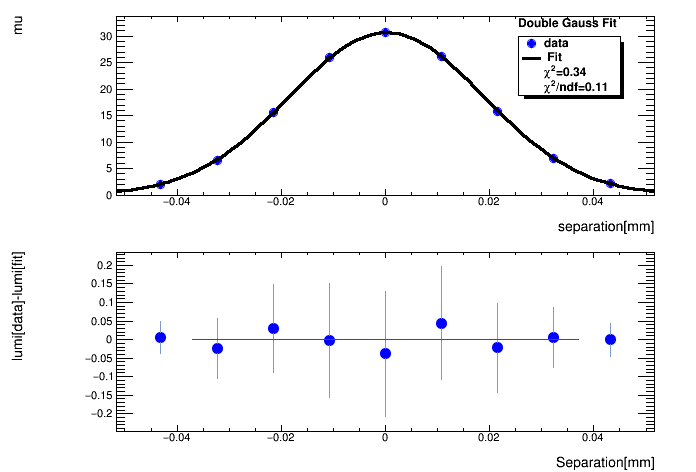 mu
Double Gauss Fit
data
Fit
χ²=0.34
χ²/ndf=0.11
30
25
20
15
10
5
0
−0.04 −0.02 0 0.02 0.04
separation[mm]
lumi[data]-lumi[fit]
0.2
0.15
0.1
0.05
0
−0.05
−0.1
−0.15
−0.2
−0.04 −0.02 0 0.02 0.04
Separation[mm]